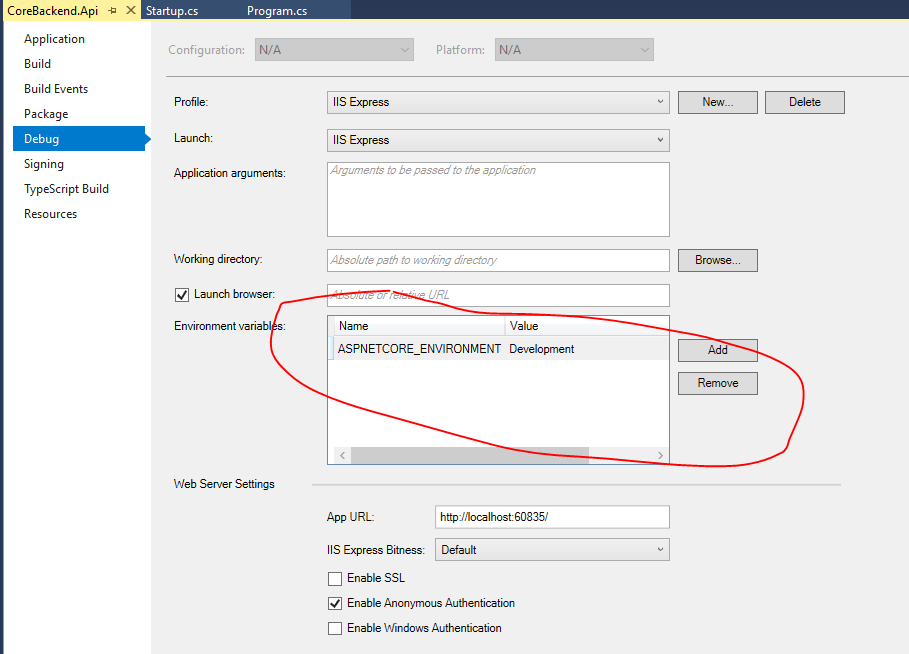 CoreBackend.Api Startup.cs Program.cs
Application
Build
Build Events
Package
Debug
Signing
TypeScript Build
Resources
Configuration: N/A Platform: N/A
Profile: IIS Express New... Delete
Launch: IIS Express
Application arguments: Arguments to be passed to the application
Working directory: Absolute path to working directory Browse...
Launch browser: Absolute or relative URL
Environment variables: Name Value
ASPNETCORE_ENVIRONMENT Development Add
Remove
Web Server Settings
App URL: http://localhost:60835/
IIS Express Bitness: Default
Enable SSL
Enable Anonymous Authentication
Enable Windows Authentication